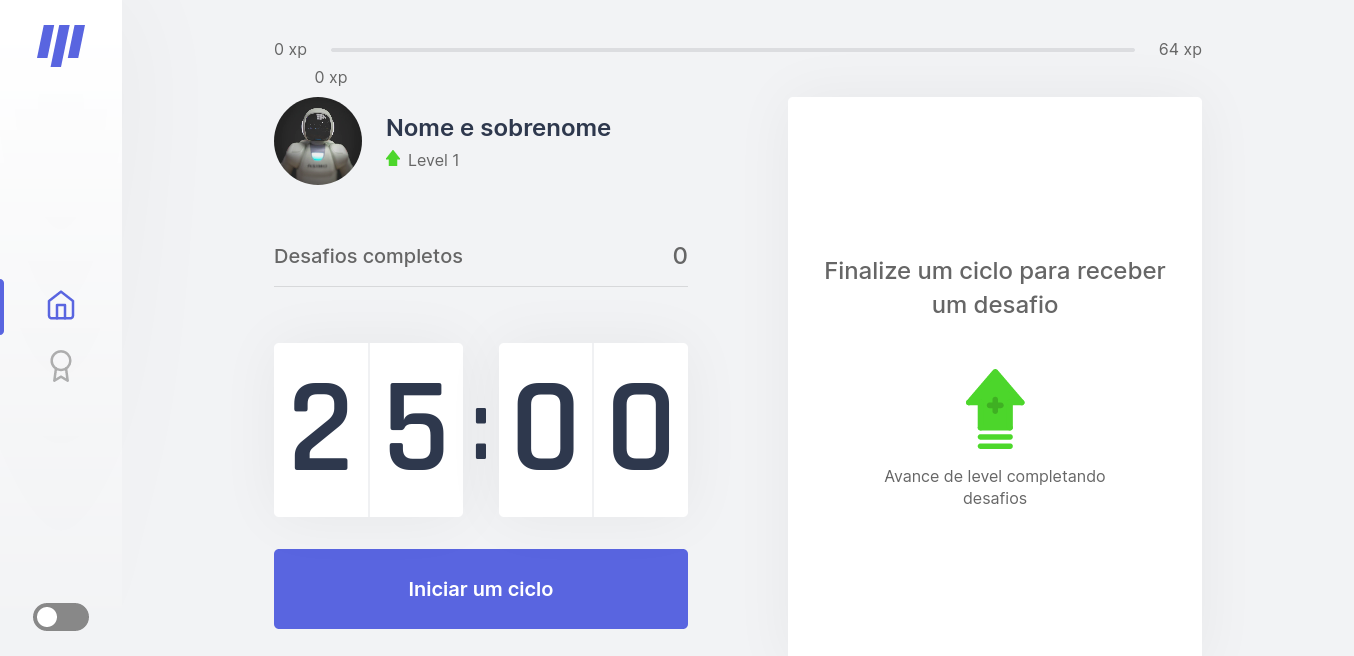 0 xp
64 xp
0 xp
Nome e sobrenome
Level 1
Desafios completos
0
25:00
Iniciar um ciclo
Finalize um ciclo para receber
um desafio
Avance de level completando
desafios